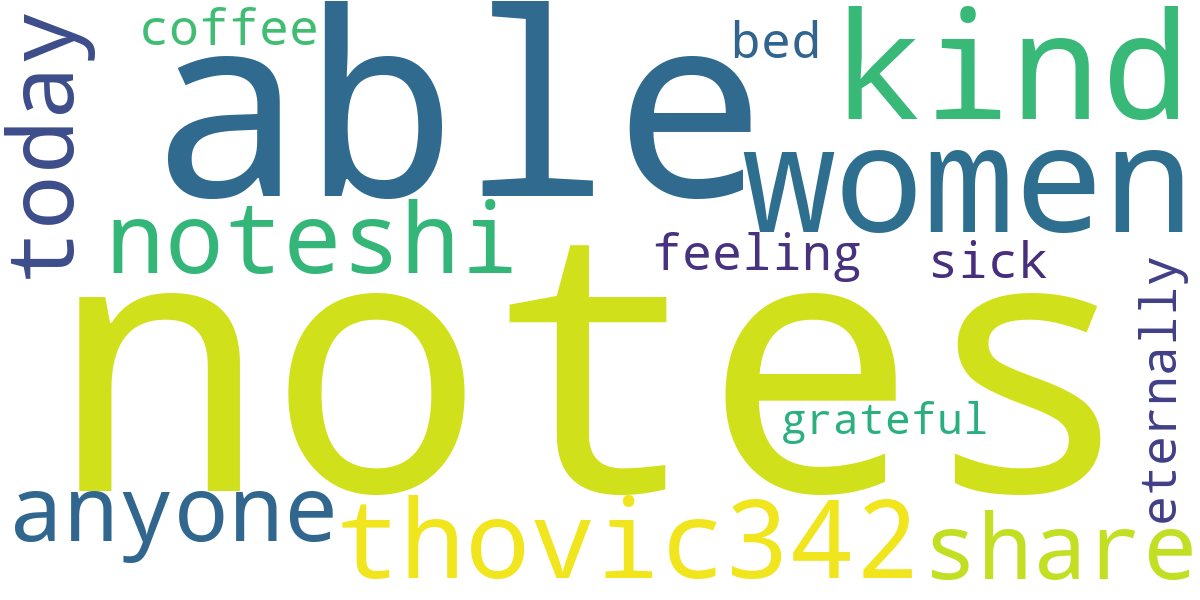 coffee
able
bed
kind
today
women
noteshi
feeling
sick
notes
eternally
grateful
anyone
thovic342
share